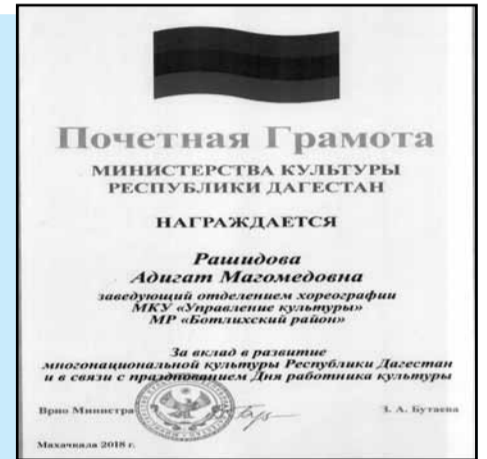 Почетная Грамота
МИНИСТЕРСТВА КУЛЬТУРЫ
РЕСПУБЛИКИ ДАГЕСТАН
НАГРАЖДАЕТСЯ
Рашидова
Адигат Магомедовна
заведующий отделением хореографии
МКУ «Управление культуры»
МР «Ботлихский район»
За вклад в развитие
многонациональной культуры Республики Дагестан
и в связи с празднованием Дня работника культуры
Врио Министра
З. А. Бутаева
Махачкала 2018 г.